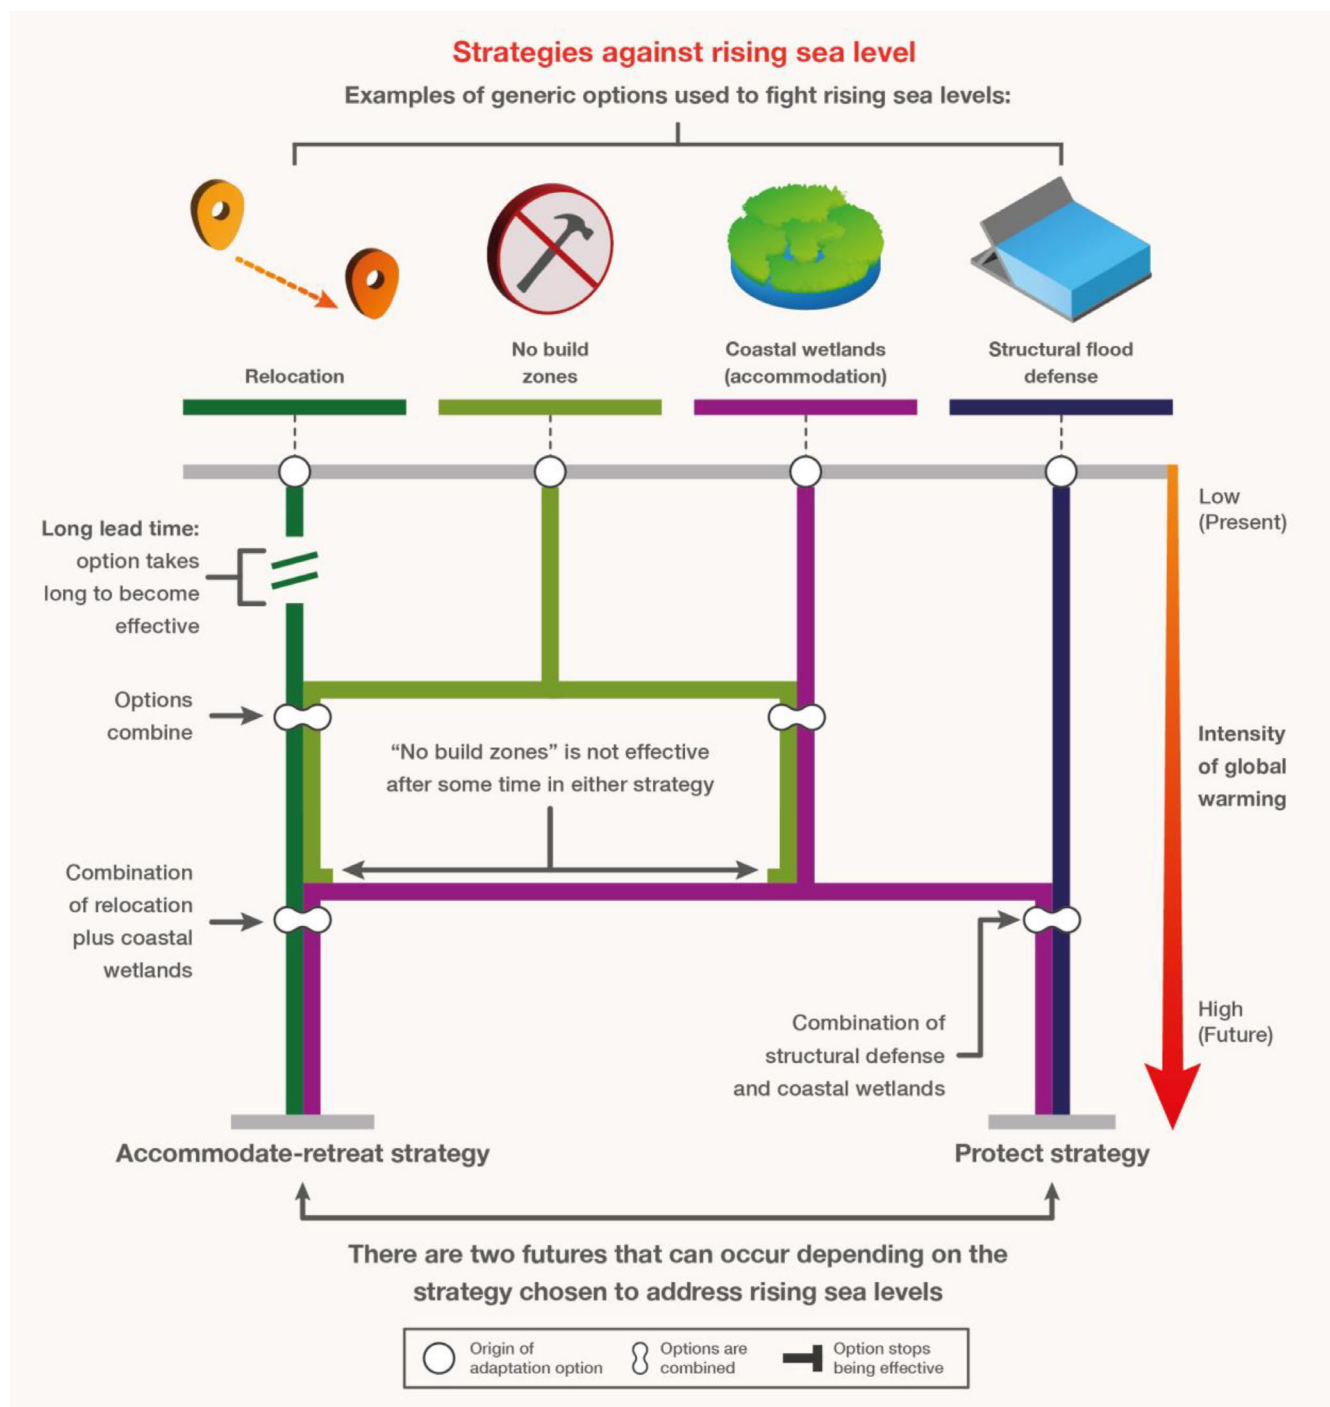 Strategies against rising sea level
Examples of generic options used to fight rising sea levels:
Relocation
No build
zones
Coastal wetlands
(accommodation)
Structural flood
defense
Low
(Present)
Long lead time:
option takes
long to become
effective
Options
combine
“No build zones” is not effective
after some time in either strategy
Intensity
of global
warming
Combination
of relocation
plus coastal
wetlands
High
(Future)
Combination of
structural defense
and coastal wetlands
Accommodate-retreat strategy
Protect strategy
There are two futures that can occur depending on the
strategy chosen to address rising sea levels
Origin of
adaptation option
Options are
combined
Option stops
being effective